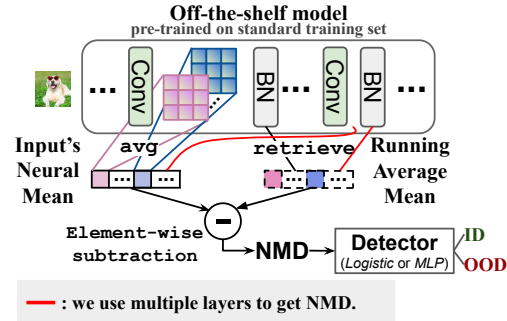 Off-the-shelf model
pre-trained on standard training set
... Conv ... BN ... Conv BN ...
Input's Neural Mean
avg
retrieve
Running Average Mean
... ... ... ...
−
Element-wise
subtraction
NMD
Detector
(Logistic or MLP)
ID
OOD
: we use multiple layers to get NMD.